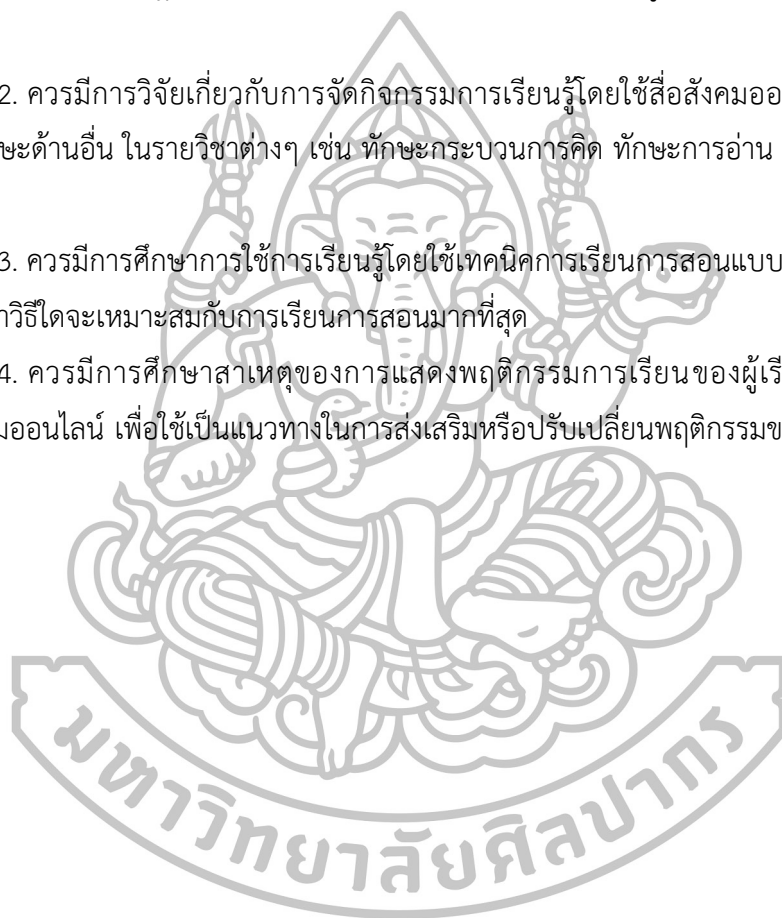 2. ควรมีการวิจัยเกี่ยวกับการจัดกิจกรรมการเรียนรู้โดยใช้สื่อสังคมออ
ษะด้านอื่น ในรายวิชาต่างๆ เช่น ทักษะกระบวนการคิด ทักษะการอ่าน
3. ควรมีการศึกษาการใช้การเรียนรู้โดยใช้เทคนิคการเรียนการสอนแบบ
าวิธีใดจะเหมาะสมกับการเรียนการสอนมากที่สุด
4. ควรมีการศึกษาสาเหตุของการแสดงพฤติกรรมการเรียนของผู้เรี
มออนไลน์ เพื่อใช้เป็นแนวทางในการส่งเสริมหรือปรับเปลี่ยนพฤติกรรมข
มหาวิทยาลัยศิลปากร